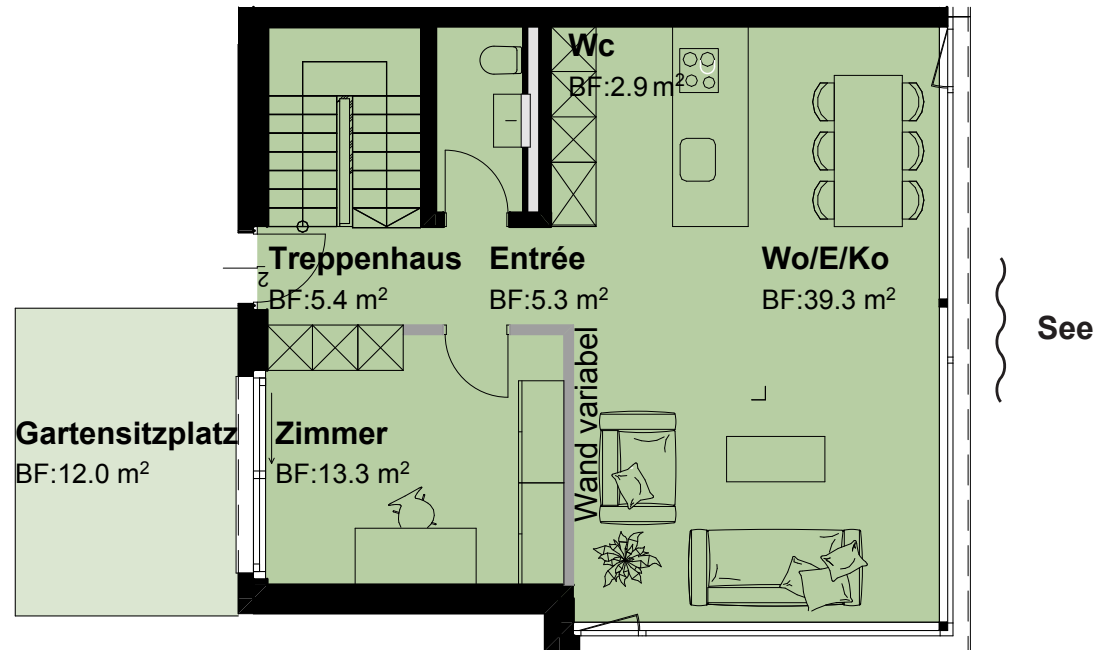 Wc
BF:2.9 m²
Treppenhaus
BF:5.4 m²
Entrée
BF:5.3 m²
Wo/E/Ko
BF:39.3 m²
2
See
Wand variabel
Gartensitzplatz
BF:12.0 m²
Zimmer
BF:13.3 m²